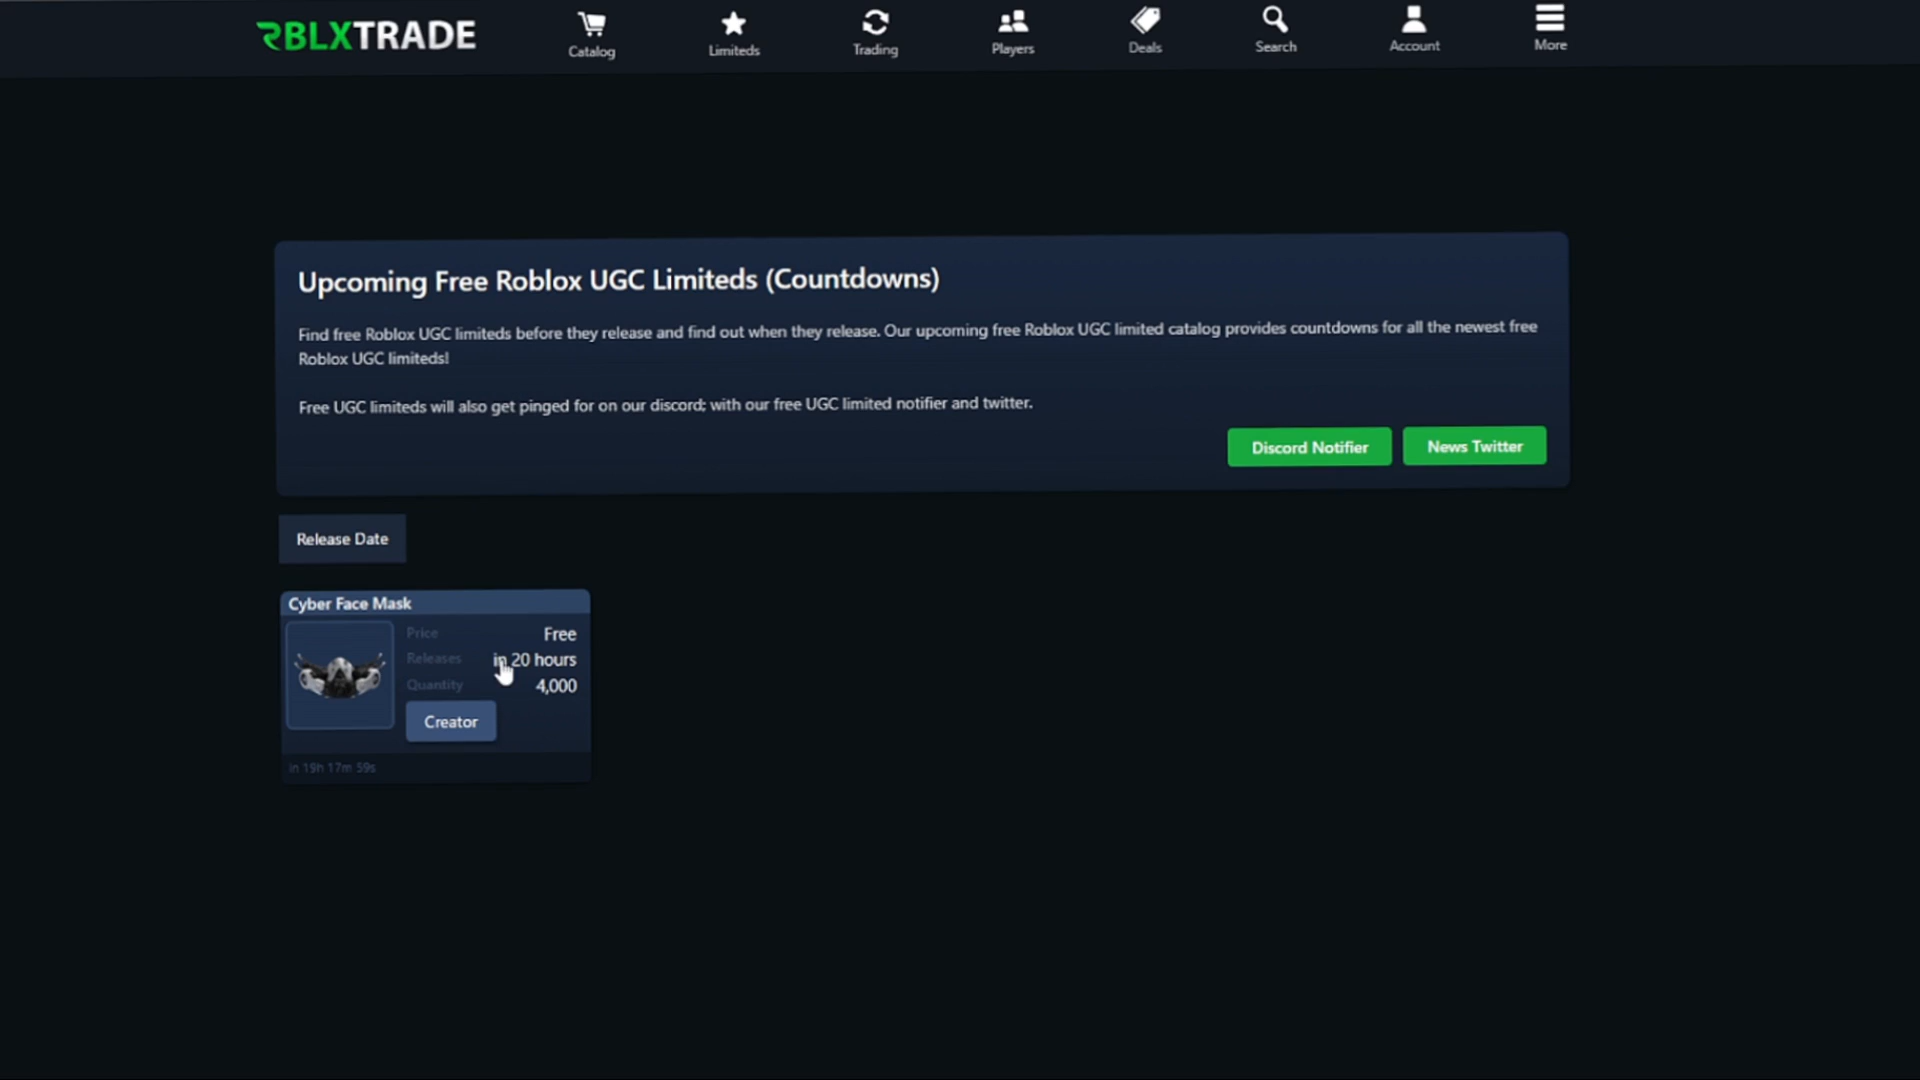 RBLXTRADE
Catalog
Limiteds
Trading
Players
Deals
Search
Account
More
Upcoming Free Roblox UGC Limiteds (Countdowns)
Find free Roblox UGC limiteds before they release and find out when they release. Our upcoming free Roblox UGC limited catalog provides countdowns for all the newest free
Roblox UGC limiteds!
Free UGC limiteds will also get pinged for on our discord; with our free UGC limited notifier and twitter.
Discord Notifier
News Twitter
Release Date
Cyber Face Mask
Price Free
Releases in 20 hours
Quantity 4,000
Creator
in 19h 17m 59s